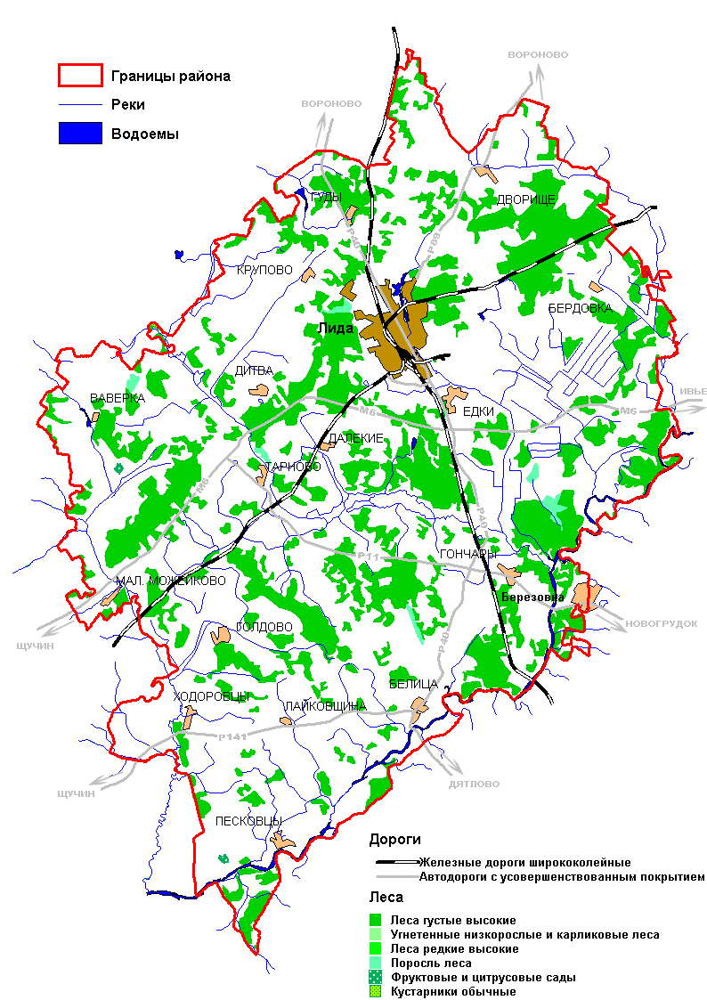 ВОРОНОВО
Границы района
Реки
ВОРОНОВО
Водоемы
ГУДЫ
ДВОРИЩЕ
Р40
Р89
КРУПОВО
БЕРДОВКА
Лида
ДИТВА
ВАВЕРКА
ИВЬЕ
М6
ЕДКИ
М6
ДАЛЕКИЕ
ТАРНОВО
М6
Р40
Р11
ГОНЧАРЫ
МАЛ. МОЖЕЙКОВО
Березовка
НОВОГРУДОК
ГОЛДОВО
Р40
ЩУЧИН
БЕЛИЦА
ХОДОРОВЦЫ
ЛАЙКОВЩИНА
Р141
ДЯТЛОВО
ЩУЧИН
ПЕСКОВЦЫ
Дороги
Железные дороги ширококолейные
Автодороги с усовершенствованным покрытием
Леса
Леса густые высокие
Угнетенные низкорослые и карликовые леса
Леса редкие высокие
Поросль леса
Фруктовые и цитрусовые сады
Кустарники обычные